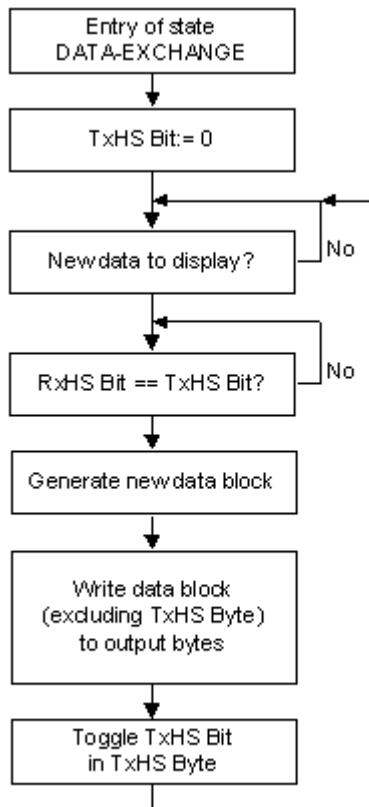 Entry of state
DATA-EXCHANGE
TxHS Bit:= 0
New data to display?
No
RxHS Bit == TxHS Bit?
No
Generate new data block
Write data block
(excluding TxHS Byte)
to output bytes
Toggle TxHS Bit
in TxHS Byte